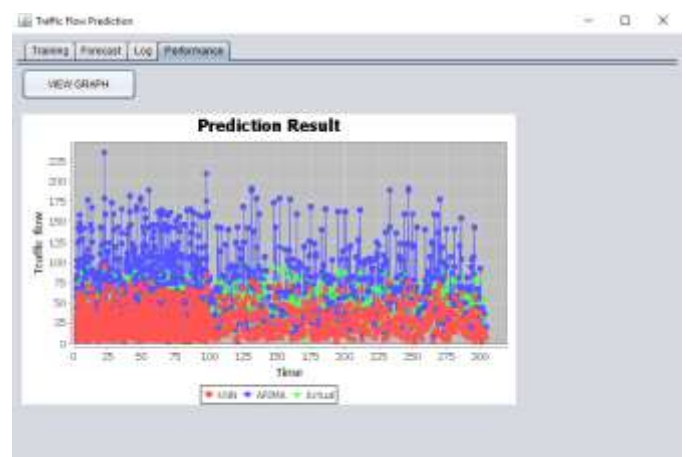 Traffic Flow Prediction
Training Forecast Log Performance
VIEW GRAPH
Prediction Result
Traffic flow
225
200
175
150
125
100
75
50
25
0
0 25 50 75 100 125 150 175 200 225 250 275 300
Time
ARIMA Actual